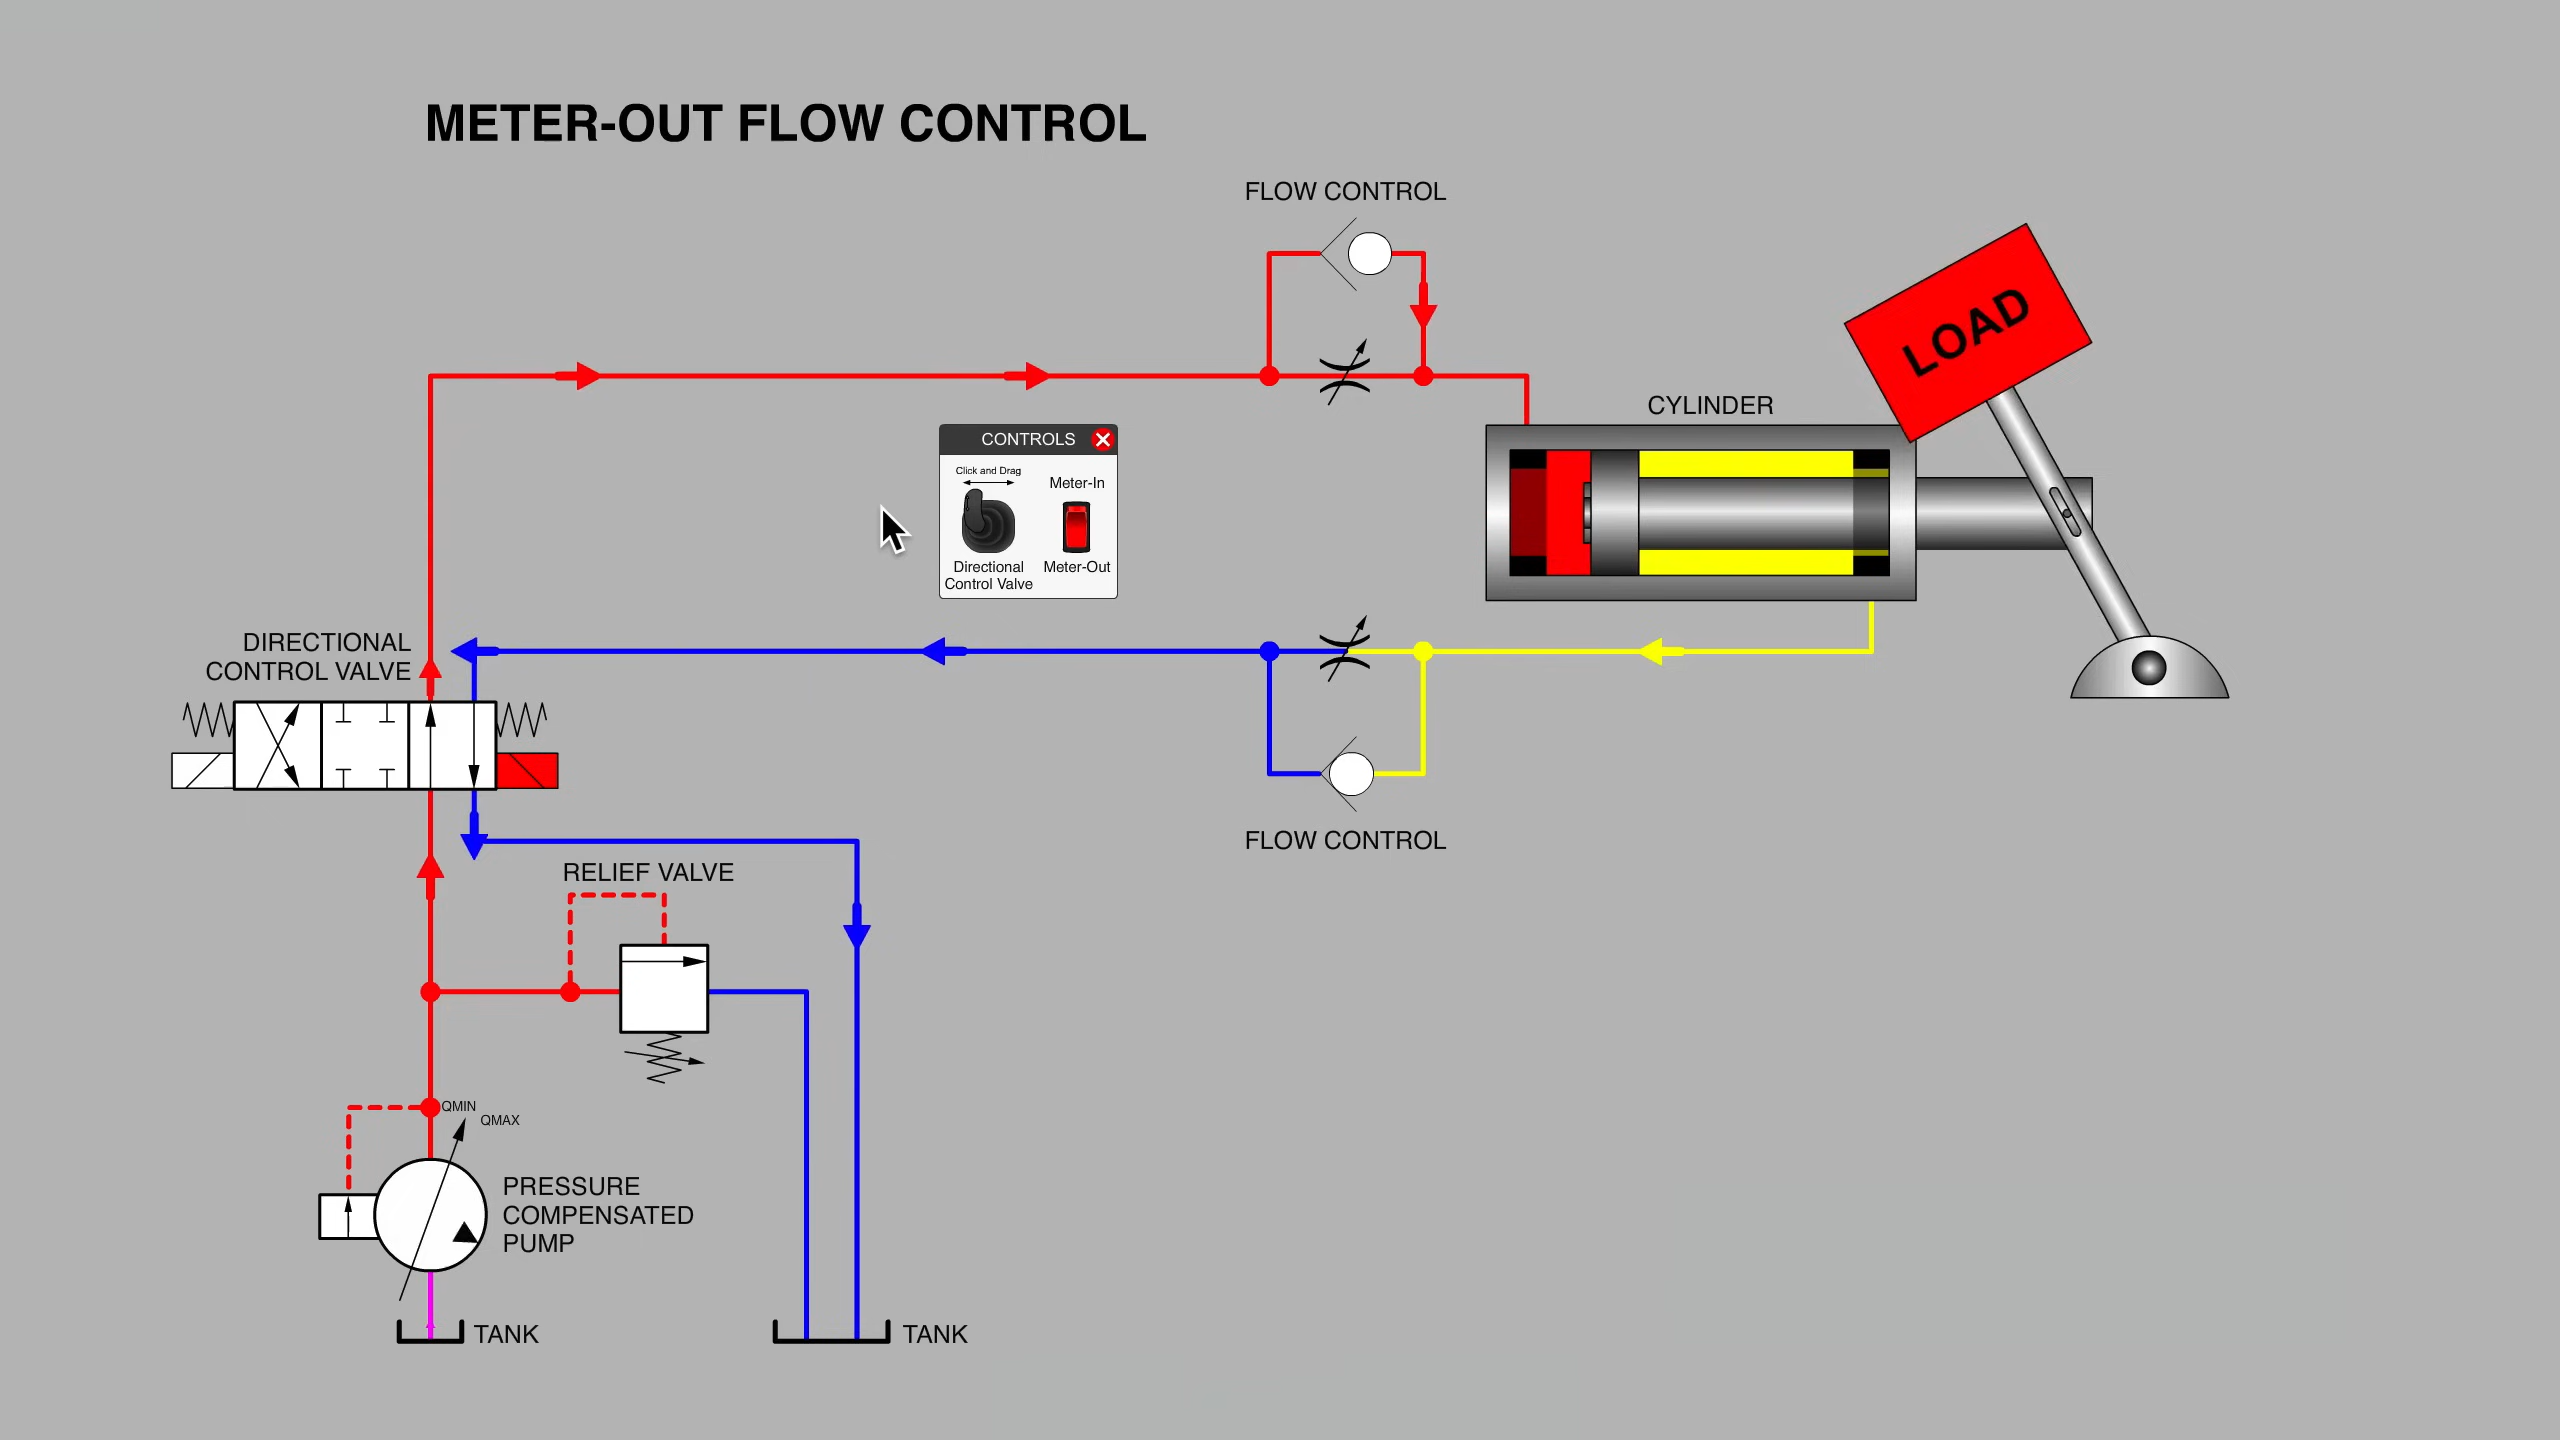 METER-OUT FLOW CONTROL
FLOW CONTROL
LOAD
CYLINDER
CONTROLS
Click and Drag
Meter-In
Directional
Control Valve
Meter-Out
DIRECTIONAL
CONTROL VALVE
FLOW CONTROL
RELIEF VALVE
QMIN
QMAX
PRESSURE
COMPENSATED
PUMP
TANK
TANK